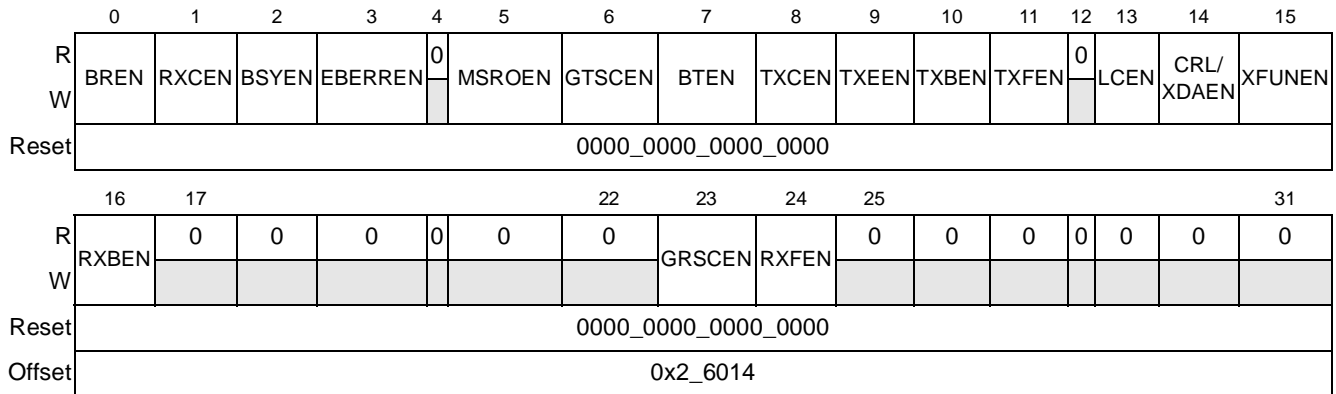 0 1 2 3 4 5 6 7 8 9 10 11 12 13 14 15
R BREN RXCEN BSYEN EBERREN 0 MSROEN GTSCEN BTEN TXCEN TXEEN TXBEN TXFEN 0 LCEN CRL/ XDAEN XFUNEN
W
Reset 0000_0000_0000_0000
16 17 22 23 24 25 31
R RXBEN 0 0 0 0 0 0 GRSCEN RXFEN 0 0 0 0 0 0 0
W
Reset 0000_0000_0000_0000
Offset 0x2_6014